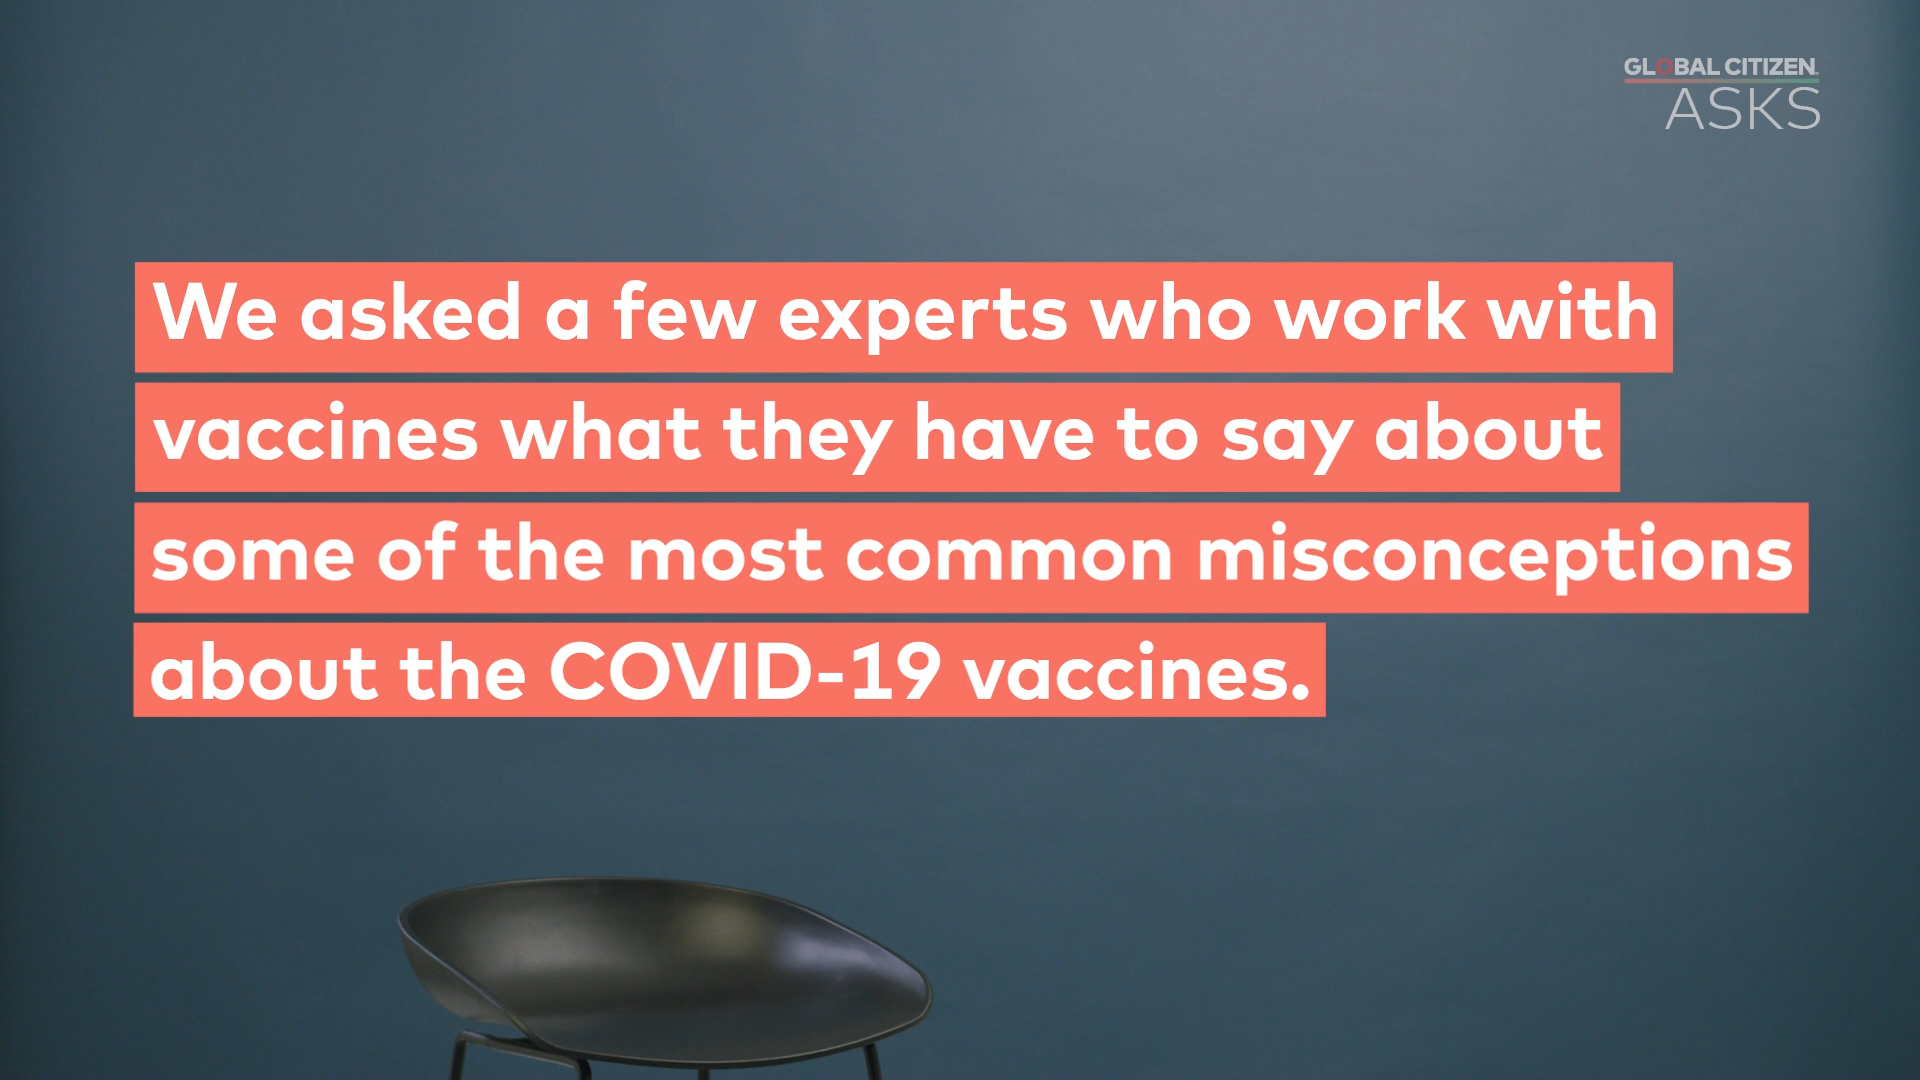 GLOBAL CITIZEN.
ASKS
We asked a few experts who work with
vaccines what they have to say about
some of the most common misconceptions
about the COVID-19 vaccines.